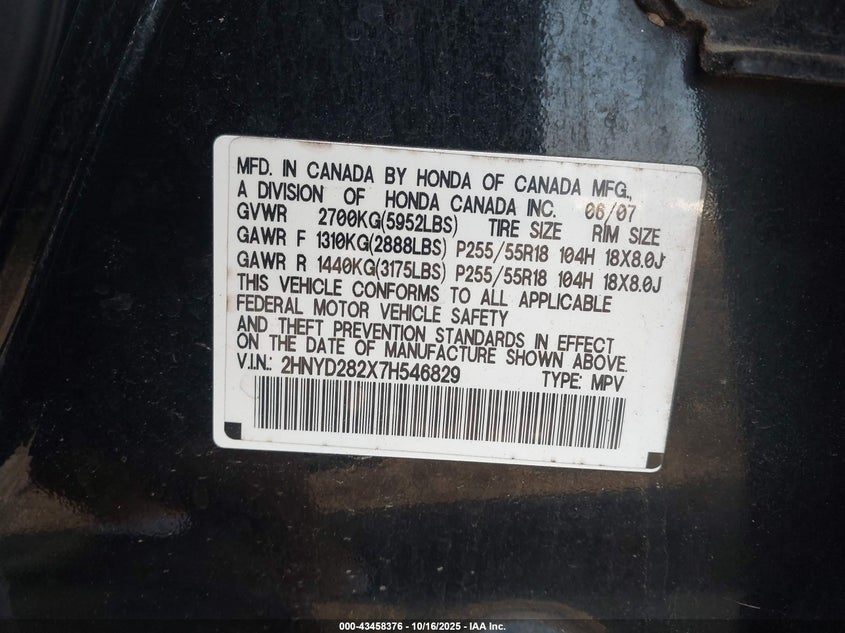 MFD. IN CANADA BY HONDA OF CANADA MFG.,
A DIVISION OF HONDA CANADA INC. 06/07
GVWR 2700KG(5952LBS) TIRE SIZE RIM SIZE
GAWR F 1310KG(2888LBS) P255/55R18 104H 18X8.0J
GAWR R 1440KG(3175LBS) P255/55R18 104H 18X8.0J
THIS VEHICLE CONFORMS TO ALL APPLICABLE
FEDERAL MOTOR VEHICLE SAFETY
AND THEFT PREVENTION STANDARDS IN EFFECT
ON THE DATE OF MANUFACTURE SHOWN ABOVE.
V.I.N.: 2HNYD282X7H546829 TYPE: MPV
000-43458376 - 10/16/2025 - IAA Inc.